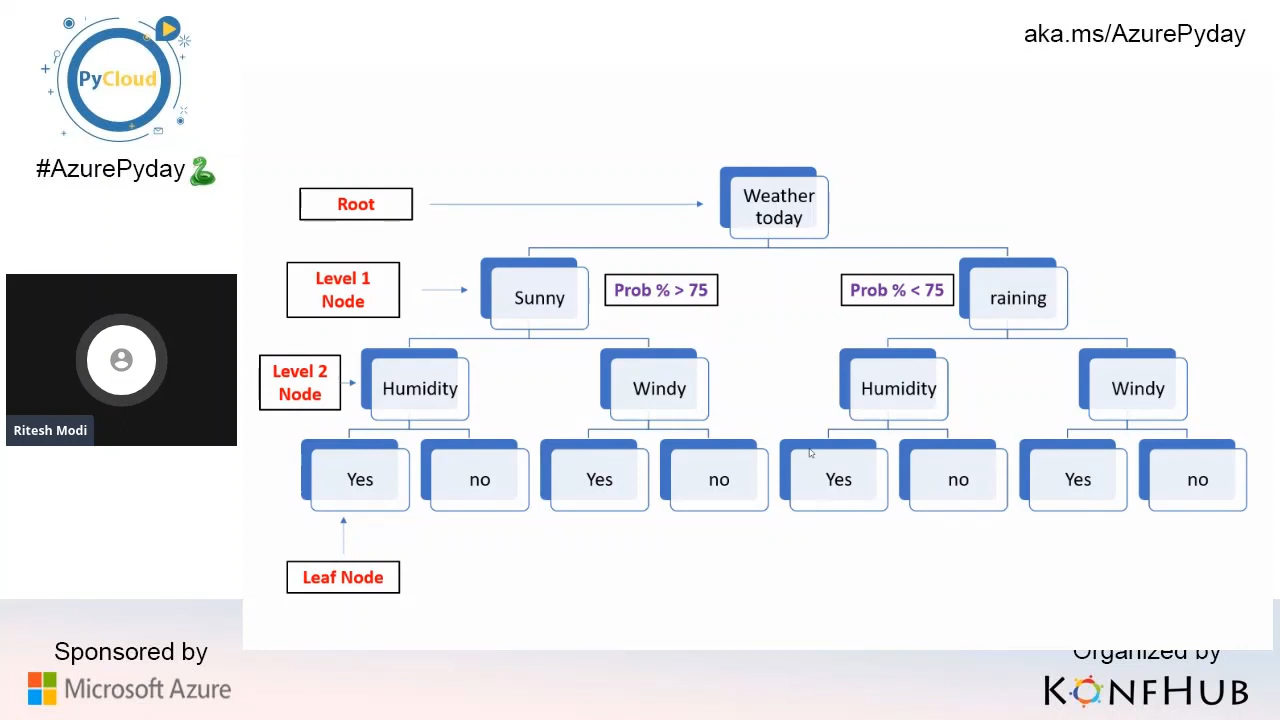 aka.ms/AzurePyday
PyCloud
#AzurePyday
Root
Weather
today
Level 1
Node
Sunny
Prob % > 75
Prob % < 75
raining
Level 2
Node
Humidity
Windy
Humidity
Windy
Ritesh Modi
Yes
no
Yes
no
Yes
no
Yes
no
Leaf Node
Sponsored by
Microsoft Azure
Organized by
KONFHUB